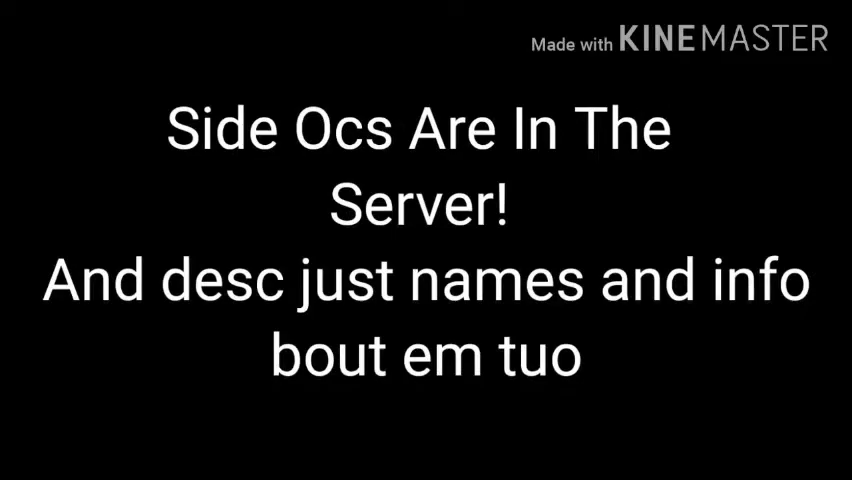 Made with KINEMASTER
Side Ocs Are In The
Server!
And desc just names and info
bout em tuo